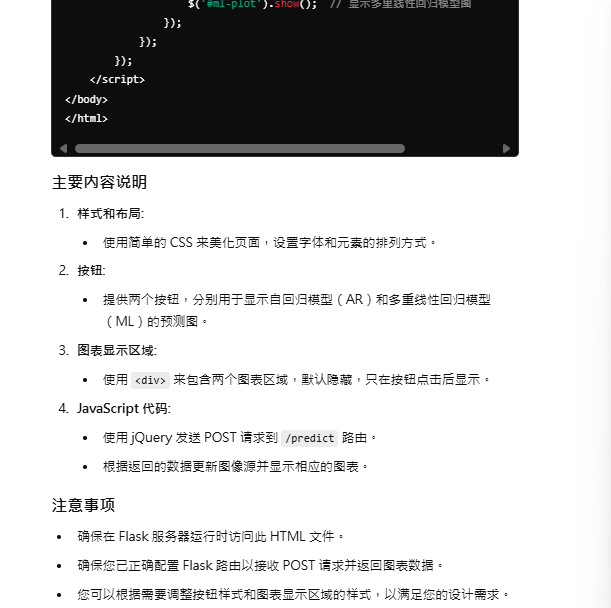 $('#ml-plot').show();  // 显示多重线性回归模型图
});
});
});
</script>
</body>
</html>
主要内容说明
1. 样式和布局:
• 使用简单的 CSS 来美化页面，设置字体和元素的排列方式。
2. 按钮:
• 提供两个按钮，分别用于显示自回归模型（AR）和多重线性回归模型
（ML）的预测图。
3. 图表显示区域:
• 使用 <div> 来包含两个图表区域，默认隐藏，只在按钮点击后显示。
4. JavaScript 代码:
• 使用 jQuery 发送 POST 请求到 /predict 路由。
• 根据返回的数据更新图像源并显示相应的图表。
注意事项
• 确保在 Flask 服务器运行时访问此 HTML 文件。
• 确保您已正确配置 Flask 路由以接收 POST 请求并返回图表数据。
• 您可以根据需要调整按钮样式和图表显示区域的样式，以满足您的设计需求。